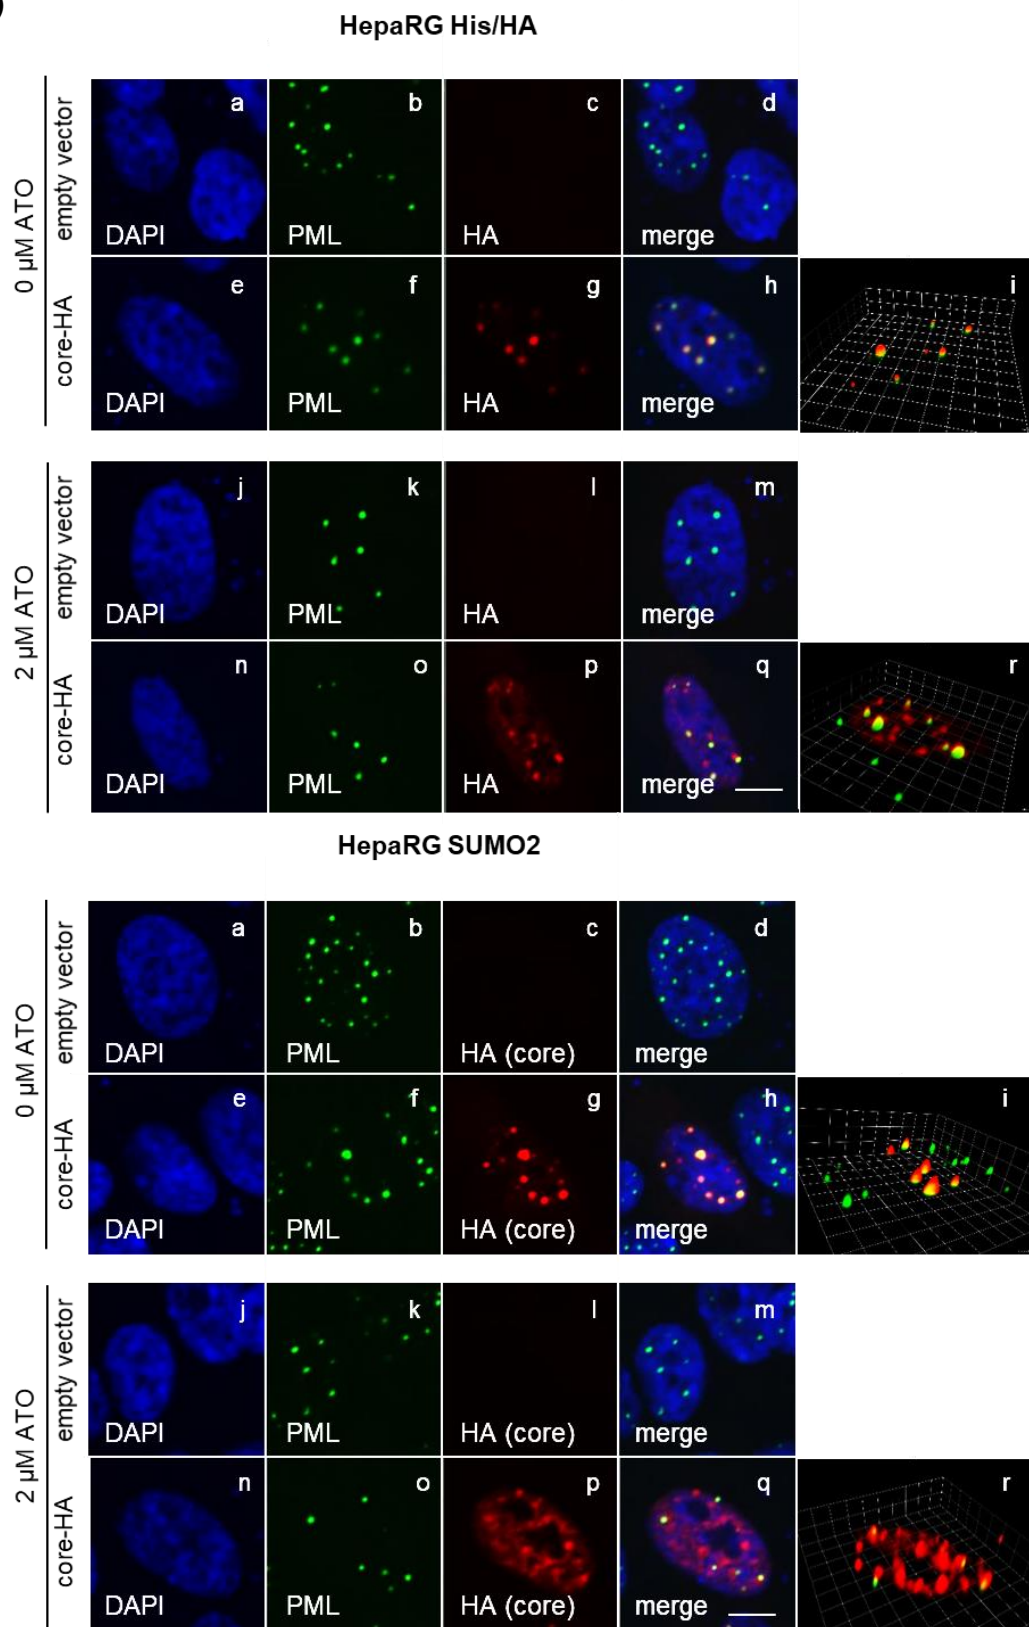 HepaRG His/HA
0 µM ATO
empty vector
a
DAPI
b
PML
c
HA
d
merge
core-HA
e
DAPI
f
PML
g
HA
h
merge
i
2 µM ATO
empty vector
j
DAPI
k
PML
l
HA
m
merge
core-HA
n
DAPI
o
PML
p
HA
q
merge
r
HepaRG SUMO2
0 µM ATO
empty vector
a
DAPI
b
PML
c
HA (core)
d
merge
core-HA
e
DAPI
f
PML
g
HA (core)
h
merge
i
2 µM ATO
empty vector
j
DAPI
k
PML
l
HA (core)
m
merge
core-HA
n
DAPI
o
PML
p
HA (core)
q
merge
r